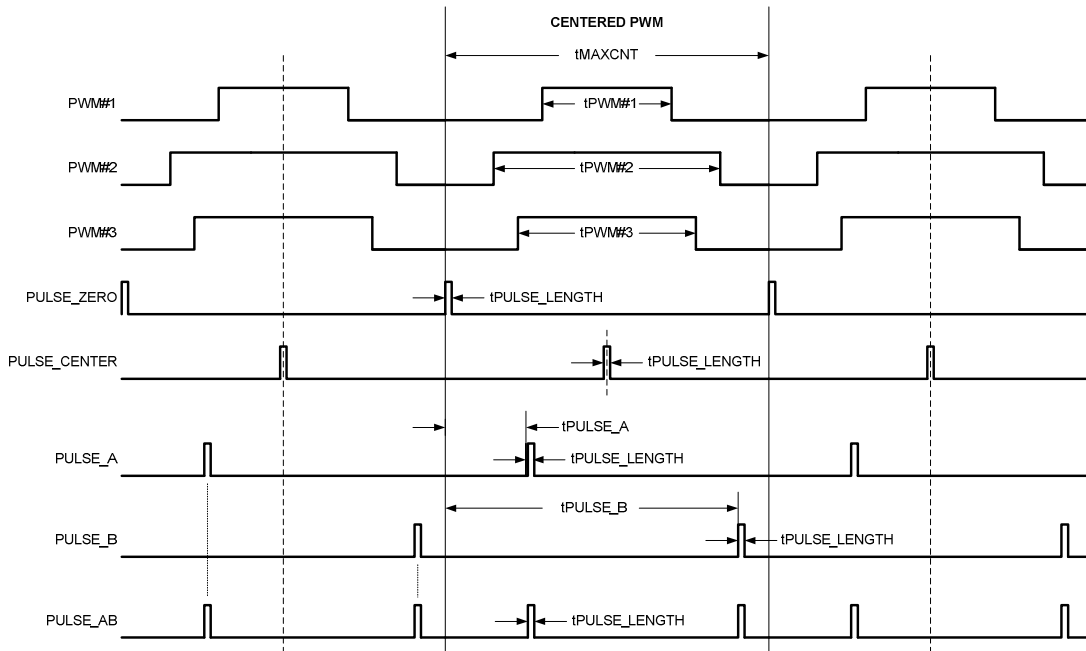 CENTERED PWM
tMAXCNT
PWM#1
tPWM#1
PWM#2
tPWM#2
PWM#3
tPWM#3
PULSE_ZERO
tPULSE_LENGTH
PULSE_CENTER
tPULSE_LENGTH
tPULSE_A
PULSE_A
tPULSE_LENGTH
tPULSE_B
PULSE_B
tPULSE_LENGTH
PULSE_AB
tPULSE_LENGTH